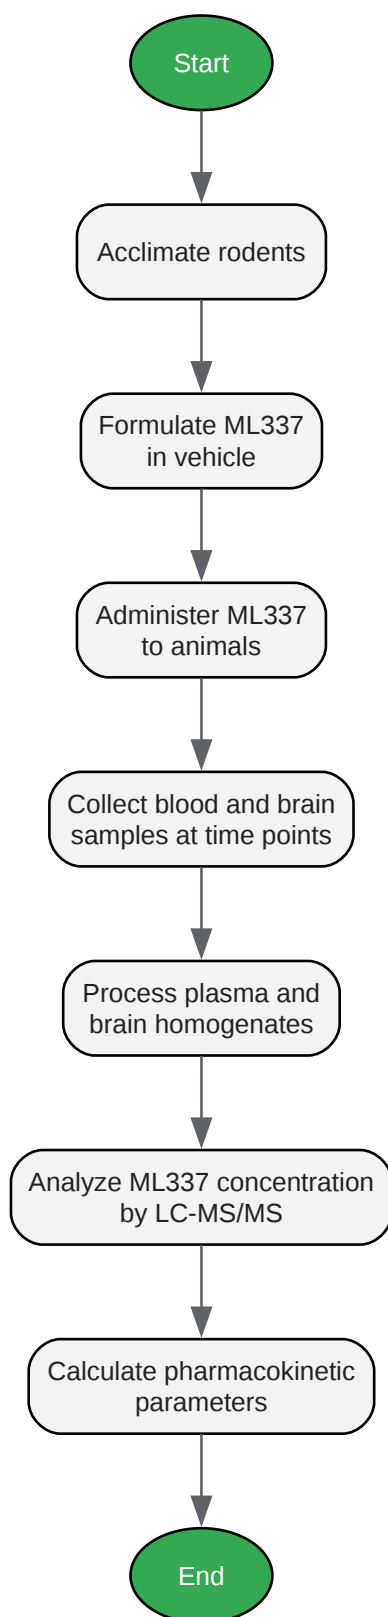 Start
Acclimate rodents
Formulate ML337
in vehicle
Administer ML337
to animals
Collect blood and brain
samples at time points
Process plasma and
brain homogenates
Analyze ML337 concentration
by LC-MS/MS
Calculate pharmacokinetic
parameters
End